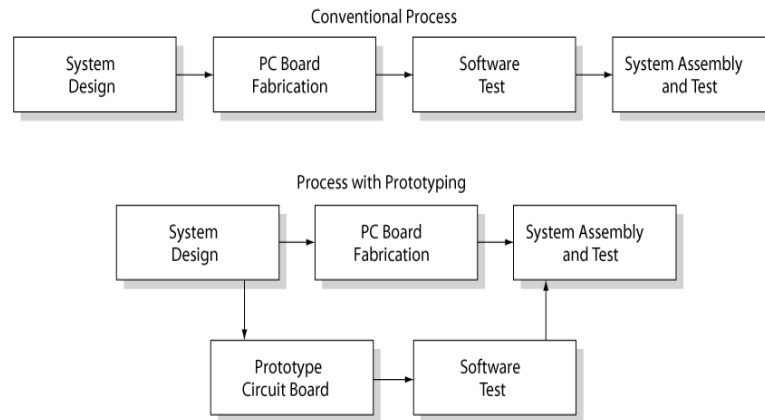 Conventional Process
System
Design
PC Board
Fabrication
Software
Test
System Assembly
and Test
Process with Prototyping
System
Design
PC Board
Fabrication
System Assembly
and Test
Prototype
Circuit Board
Software
Test